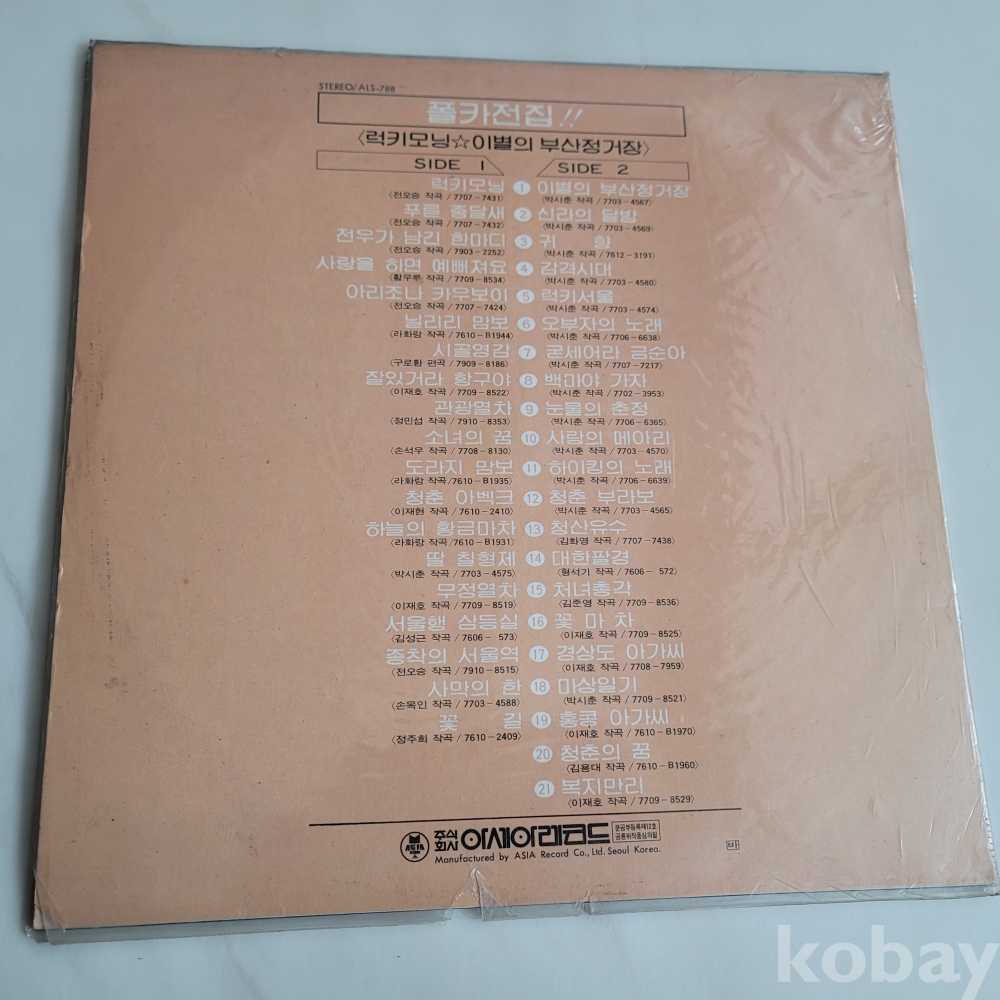 STEREO/ALS-788
폴카전집!!
〈럭키모닝☆이별의 부산정거장〉
SIDE 1
럭키모닝 1
〈전오승 작곡/7707-7431〉
푸른 종달새 2
〈전오승 작곡/7707-7432〉
전우가 남긴 한마디 3
〈전오승 작곡/7903-2252〉
사랑을 하면 예뻐져요 4
〈황우루 작곡/7709-8534〉
아리조나 카우보이 5
〈전오승 작곡/7707-7424〉
닐리리 맘보 6
〈라화랑 작곡/7610-B1944〉
시골영감 7
〈구로환 편곡/7909-8186〉
잘있거라 항구야 8
〈이재호 작곡/7709-8522〉
관광열차 9
〈정민섭 작곡/7910-8353〉
소녀의 꿈 10
〈손석우 작곡/7708-8130〉
도라지 맘보 11
〈라화랑 작곡/7610-B1935〉
청춘 아벡크 12
〈이재현 작곡/7610-2410〉
하늘의 황금마차 13
〈라화랑 작곡/7610-B1931〉
딸 칠형제 14
〈박시춘 작곡/7703-4575〉
무정열차 15
〈이재호 작곡/7709-8519〉
서울행 삼등실 16
〈김성근 작곡/7606- 573〉
종착의 서울역 17
〈전오승 작곡/7910-8515〉
사막의 한 18
〈손목인 작곡/7703-4588〉
꽃 길 19
〈정주희 작곡/7610-2409〉
20
21
SIDE 2
이별의 부산정거장
〈박시춘 작곡/7703-4567〉
신라의 달밤
〈박시춘 작곡/7703-4569〉
귀 향
〈박시춘 작곡/7612-3191〉
감격시대
〈박시춘 작곡/7703-4580〉
럭키서울
〈박시춘 작곡/7703-4574〉
오부자의 노래
〈박시춘 작곡/7706-6638〉
굳세어라 금순아
〈박시춘 작곡/7707-7217〉
백마야 가자
〈박시춘 작곡/7702-3953〉
눈물의 춘정
〈박시춘 작곡/7706-6365〉
사랑의 메아리
〈박시춘 작곡/7703-4570〉
하이킹의 노래
〈박시춘 작곡/7706-6639〉
청춘 부라보
〈박시춘 작곡/7703-4565〉
청산유수
〈김화영 작곡/7707-7438〉
대한팔경
〈형석기 작곡/7606- 572〉
처녀총각
〈김준영 작곡/7709-8536〉
꽃 마 차
〈이재호 작곡/7709-8525〉
경상도 아가씨
〈이재호 작곡/7708-7959〉
마상일기
〈박시춘 작곡/7709-8521〉
홍콩 아가씨
〈이재호 작곡/7610-B1970〉
청춘의 꿈
〈김용대 작곡/7610-B1960〉
복지만리
〈이재호 작곡/7709-8529〉
ASIA
주식회사 아세아레코드
문공부등록제12호
공륜위작품심의필
Manufactured by ASIA Record Co., Ltd. Seoul Korea.
바
kobay